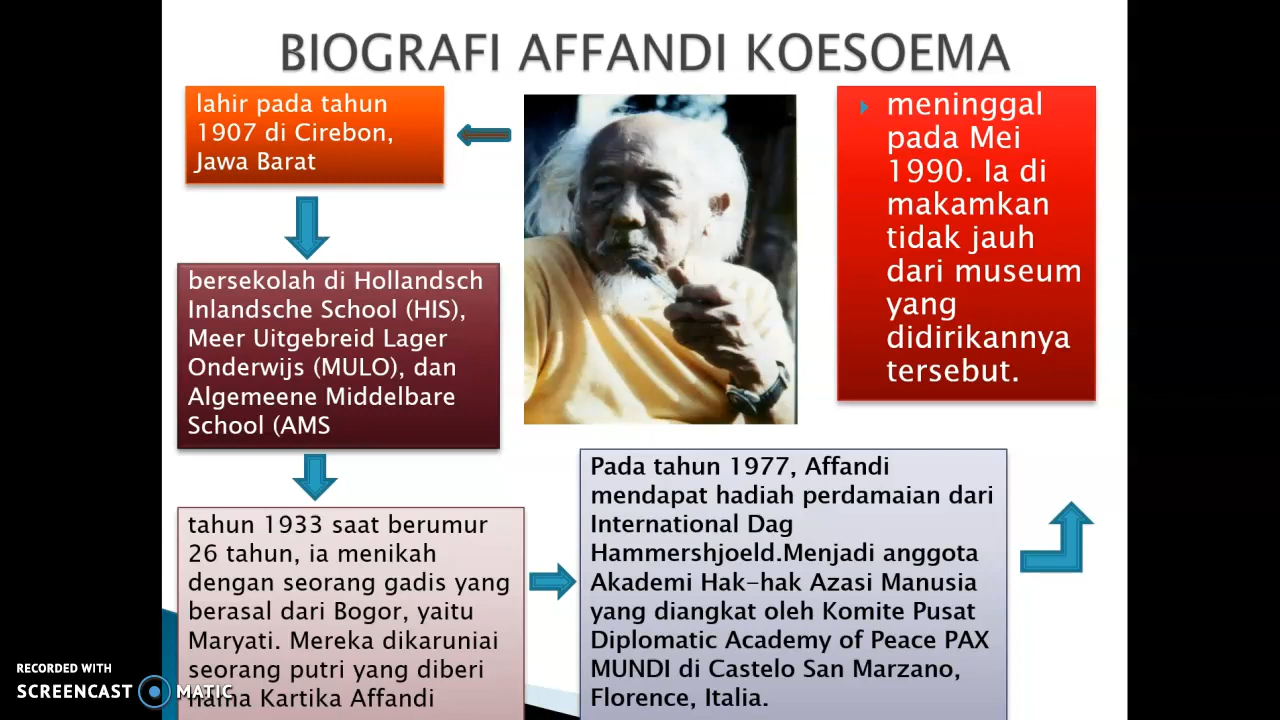 BIOGRAFI AFFANDI KOESOEMA
lahir pada tahun
1907 di Cirebon,
Jawa Barat
bersekolah di Hollandsch
Inlandsche School (HIS),
Meer Uitgebreid Lager
Onderwijs (MULO), dan
Algemeene Middelbare
School (AMS
tahun 1933 saat berumur
26 tahun, ia menikah
dengan seorang gadis yang
berasal dari Bogor, yaitu
Maryati. Mereka dikaruniai
seorang putri yang diberi
nama Kartika Affandi
Pada tahun 1977, Affandi
mendapat hadiah perdamaian dari
International Dag
Hammershjoeld.Menjadi anggota
Akademi Hak-hak Azasi Manusia
yang diangkat oleh Komite Pusat
Diplomatic Academy of Peace PAX
MUNDI di Castelo San Marzano,
Florence, Italia.
meninggal
pada Mei
1990. Ia di
makamkan
tidak jauh
dari museum
yang
didirikannya
tersebut.
RECORDED WITH
SCREENCAST MATIC